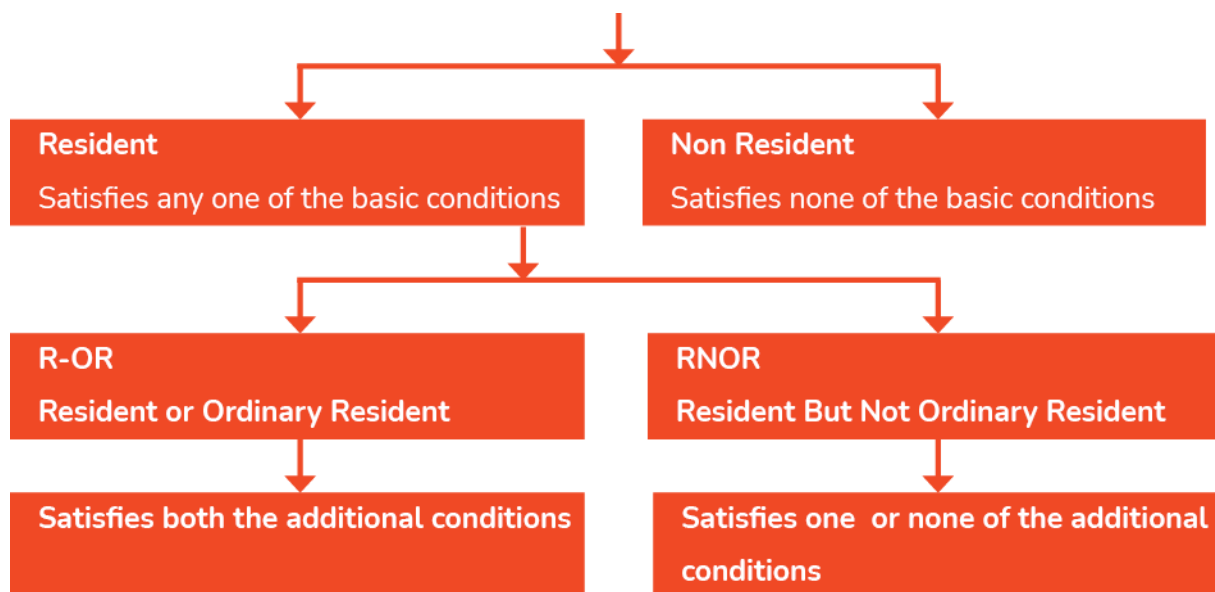 Resident
Satisfies any one of the basic conditions
Non Resident
Satisfies none of the basic conditions
R-OR
Resident or Ordinary Resident
RNOR
Resident But Not Ordinary Resident
Satisfies both the additional conditions
Satisfies one or none of the additional
conditions